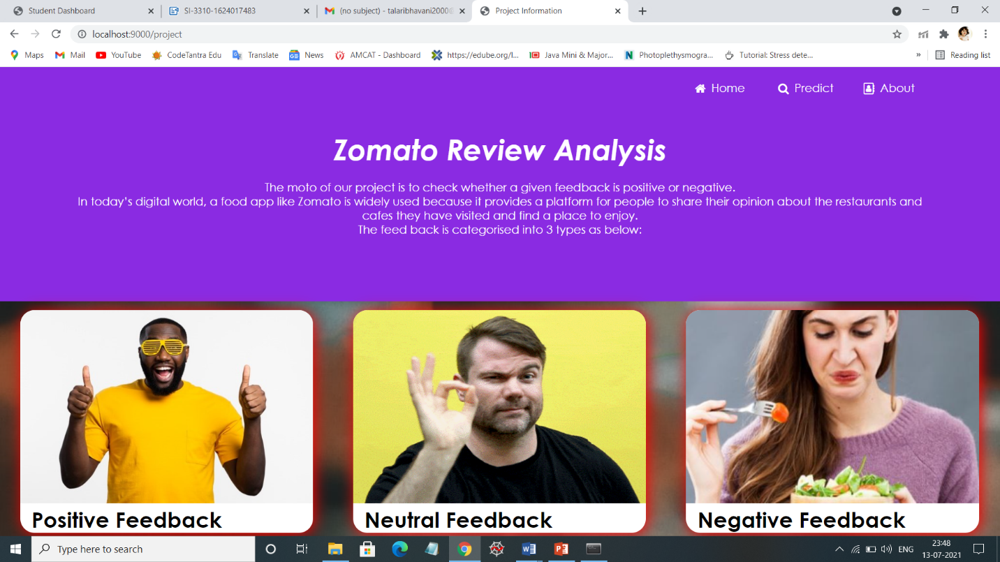 Student Dashboard
SI-3310-1624017483
(no subject) - talaribhavani2000@
Project Information
localhost:9000/project
Maps
Mail
YouTube
CodeTantra Edu
Translate
News
AMCAT - Dashboard
https://edube.org/l...
Java Mini & Major...
Photoplethysmogra...
Tutorial: Stress dete...
»
Reading list
Home
Predict
About
Zomato Review Analysis
The moto of our project is to check whether a given feedback is positive or negative.
In today's digital world, a food app like Zomato is widely used because it provides a platform for people to share their opinion about the restaurants and
cafes they have visited and find a place to enjoy.
The feed back is categorised into 3 types as below:
Positive Feedback
Neutral Feedback
Negative Feedback
Type here to search
ENG
23:48
13-07-2021